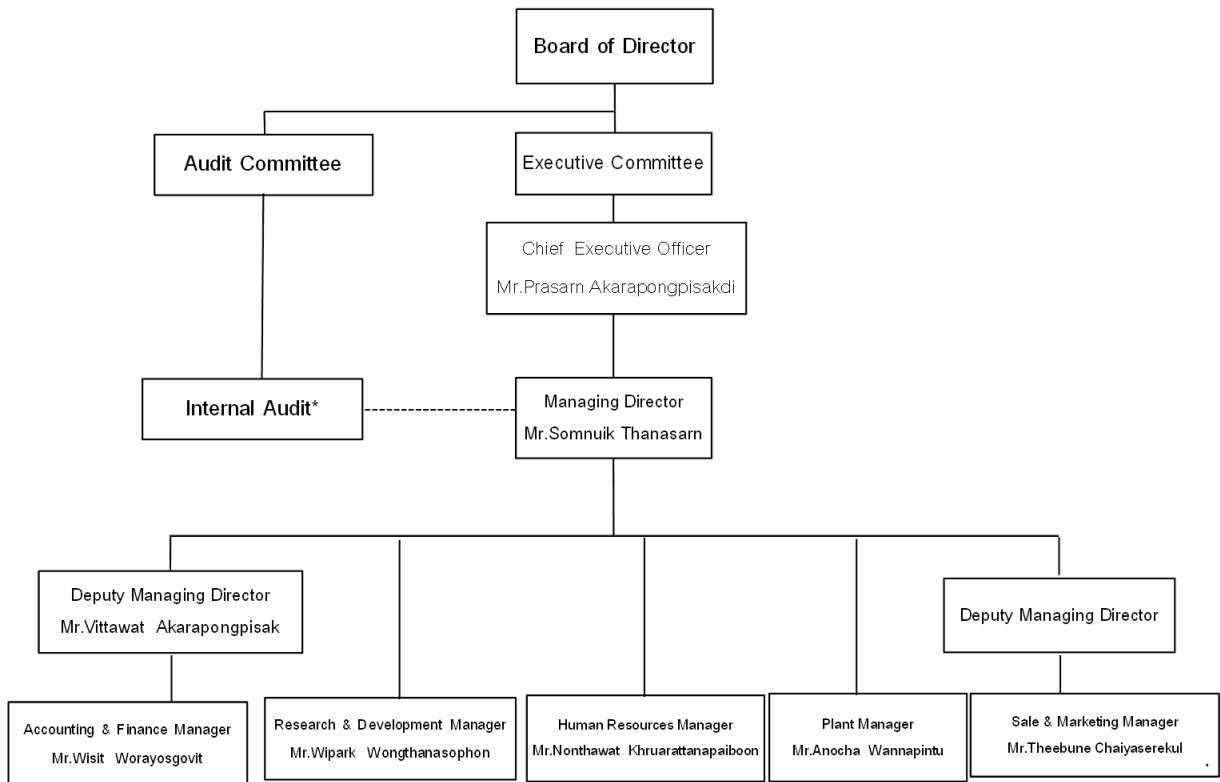 Board of Director
Audit Committee
Executive Committee
Chief Executive Officer
Mr.Prasarn Akarapongpisakdi
Internal Audit*
Managing Director
Mr.Somnuik Thanasarn
Deputy Managing Director
Mr.Vittawat Akarapongpisak
Deputy Managing Director
Accounting & Finance Manager
Mr.Wisit Worayosgovit
Research & Development Manager
Mr.Wipark Wongthanasophon
Human Resources Manager
Mr.Nonthawat Khruarattanapaiboon
Plant Manager
Mr.Anocha Wannapintu
Sale & Marketing Manager
Mr.Theebune Chaiyaserekul
.